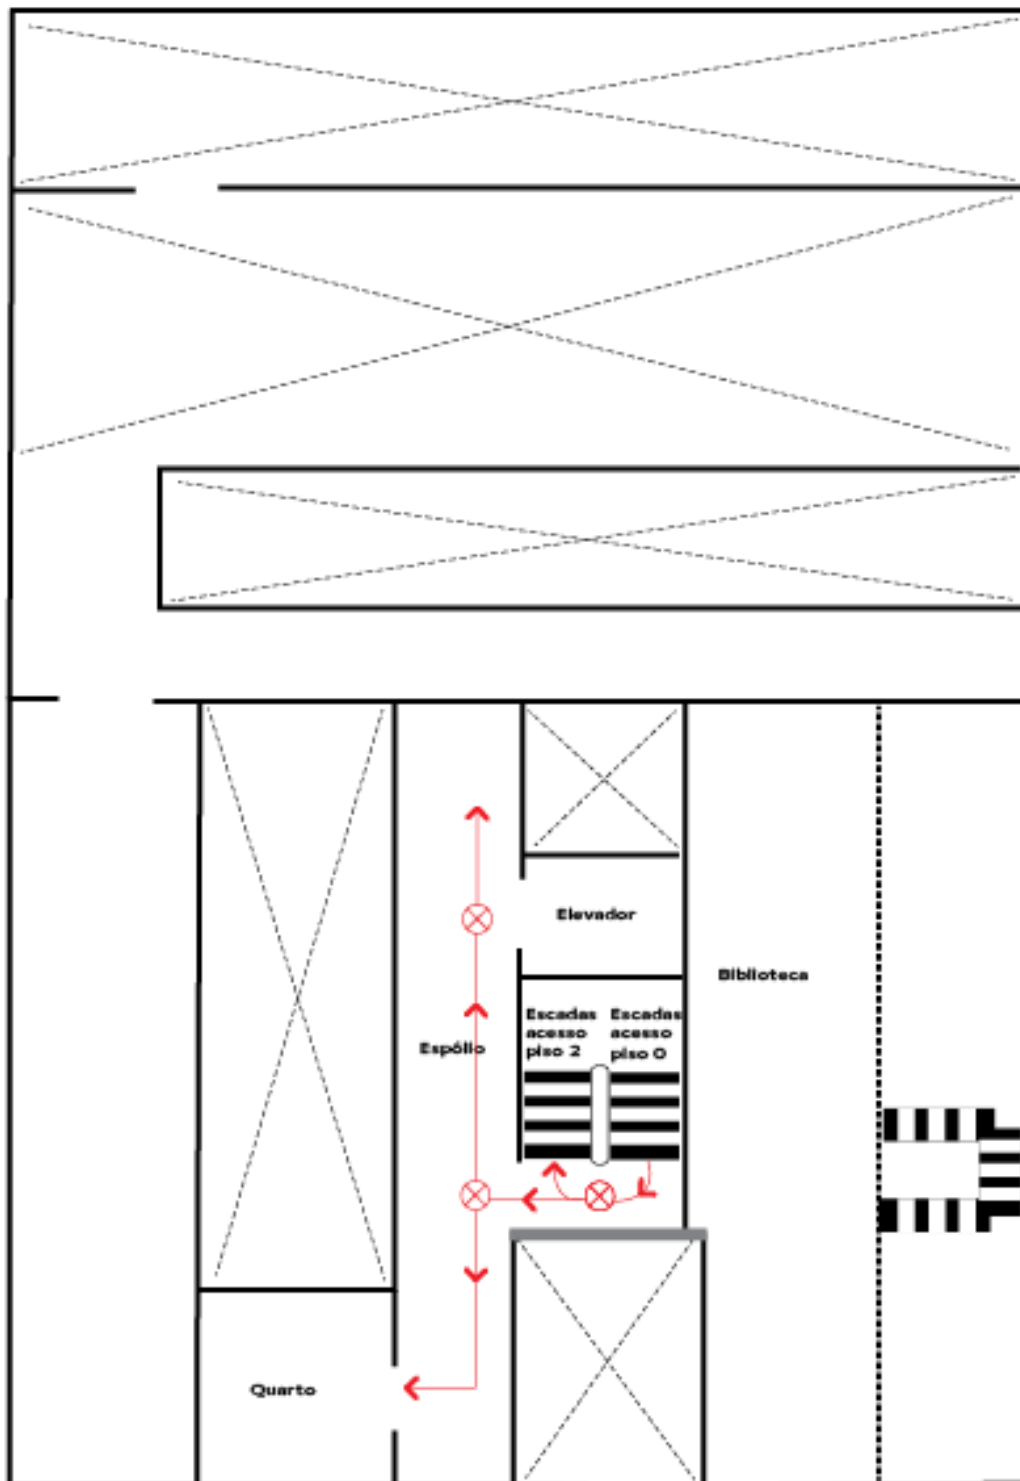 Elevador
Biblioteca
Escadas
acesso
piso 2
Escadas
acesso
piso 0
Espólio
Quarto